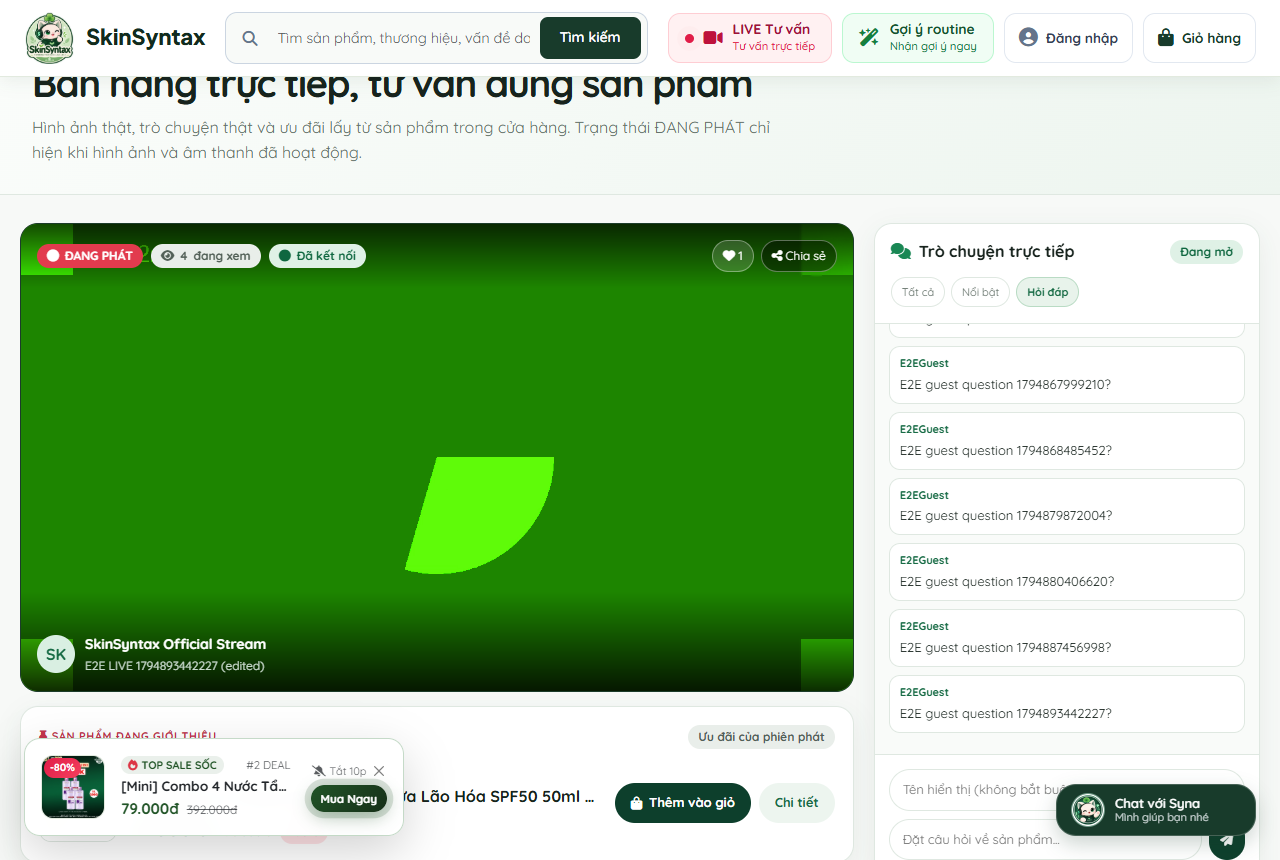 SkinSyntax
SkinSyntax
Tìm sản phẩm, thương hiệu, vấn đề da
Tìm kiếm
LIVE Tư vấn
Tư vấn trực tiếp
Gợi ý routine
Nhận gợi ý ngay
Đăng nhập
Giỏ hàng
Bán hàng trực tiếp, tư vấn đúng sản phẩm
Hình ảnh thật, trò chuyện thật và ưu đãi lấy từ sản phẩm trong cửa hàng. Trạng thái ĐANG PHÁT chỉ
hiện khi hình ảnh và âm thanh đã hoạt động.
ĐANG PHÁT
4 đang xem
Đã kết nối
1
Chia sẻ
SK
SkinSyntax Official Stream
E2E LIVE 1794893442227 (edited)
Trò chuyện trực tiếp
Đang mở
Tất cả
Nổi bật
Hỏi đáp
E2EGuest
E2E guest question 1794867999210?
E2EGuest
E2E guest question 1794868485452?
E2EGuest
E2E guest question 1794879872004?
E2EGuest
E2E guest question 1794880406620?
E2EGuest
E2E guest question 1794887456998?
E2EGuest
E2E guest question 1794893442227?
SẢN PHẨM ĐANG GIỚI THIỆU
Ưu đãi của phiên phát
Lão Hóa SPF50 50ml ...
Thêm vào giỏ
Chi tiết
-80%
TOP SALE SỐC
#2 DEAL
Tắt 10p
[Mini] Combo 4 Nước Tẩ...
79.000đ
392.000đ
Mua Ngay
Tên hiển thị (không bắt
Đặt câu hỏi về sản phẩm...
Chat với Syna
Mình giúp bạn nhé